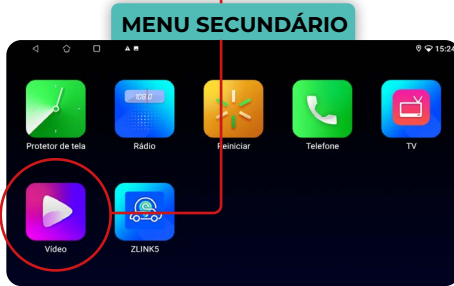 MENU SECUNDÁRIO
15:24
108.0
Protetor de tela
Rádio
Reiniciar
Telefone
TV
Vídeo
ZLINK5